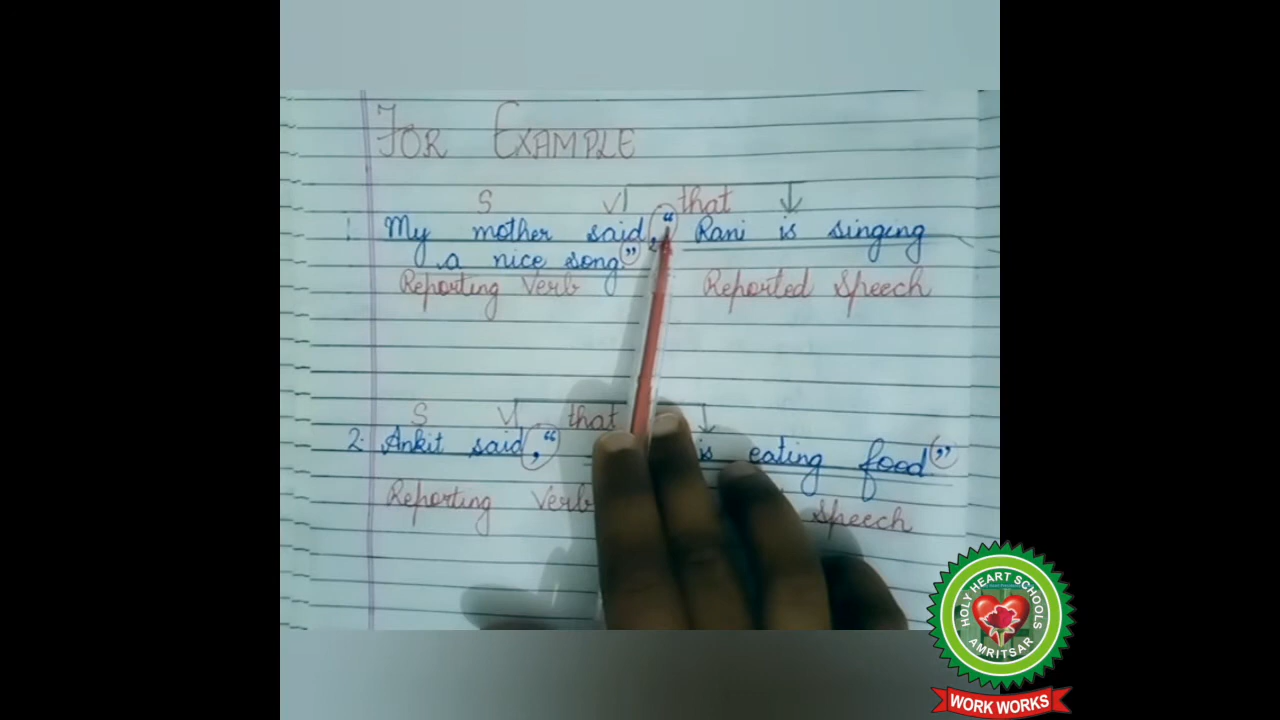 FOR EXAMPLE
S V that
1. My mother said, “Rani is singing
a nice song.”
Reporting Verb Reported Speech
S V that
2. Ankit said, “ is eating food.”
Reporting Verb Speech
HOLY HEART SCHOOLS
AMRITSAR
WORK WORKS